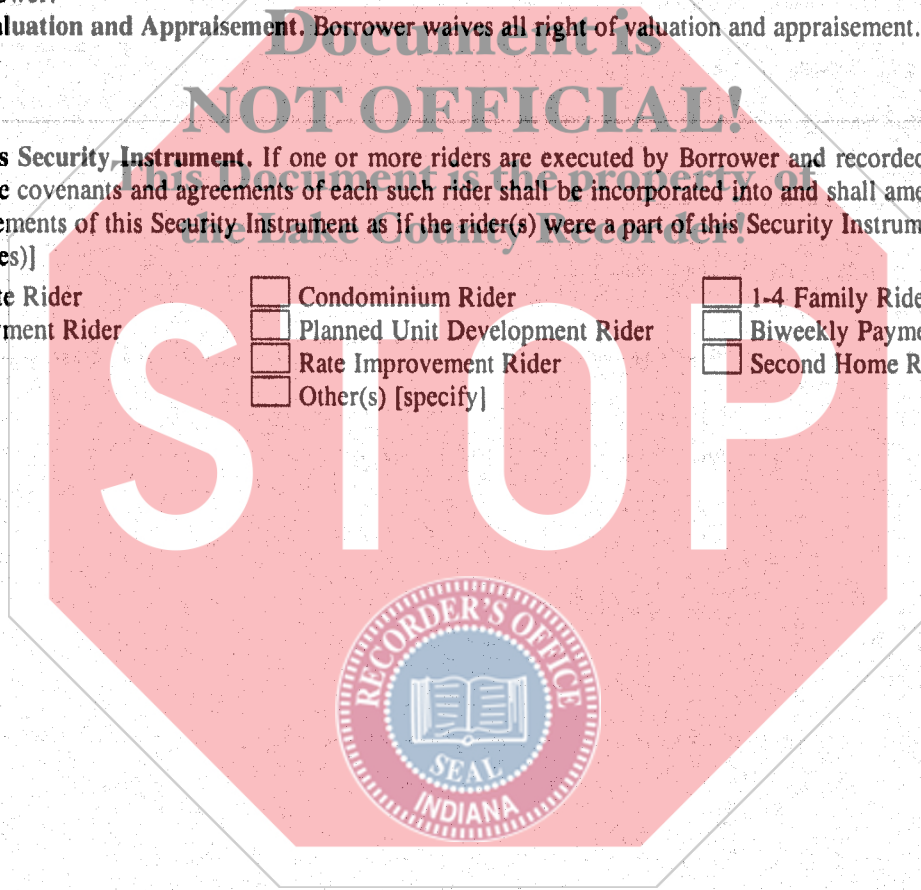 luation and Appraisement. Borrower waives all right of valuation and appraisement.
Document is
NOT OFFICIAL!
s Security Instrument. If one or more riders are executed by Borrower and recorded
This Document is the property of
e covenants and agreements of each such rider shall be incorporated into and shall ame
ements of this Security Instrument as if the rider(s) were a part of this Security Instrum
the Lake County Recorder!
es)]
te Rider
Condominium Rider
1-4 Family Ride
ment Rider
Planned Unit Development Rider
Biweekly Payme
Rate Improvement Rider
Second Home R
Other(s) [specify]
STOP
RECORDER'S OFFICE
SEAL
INDIANA